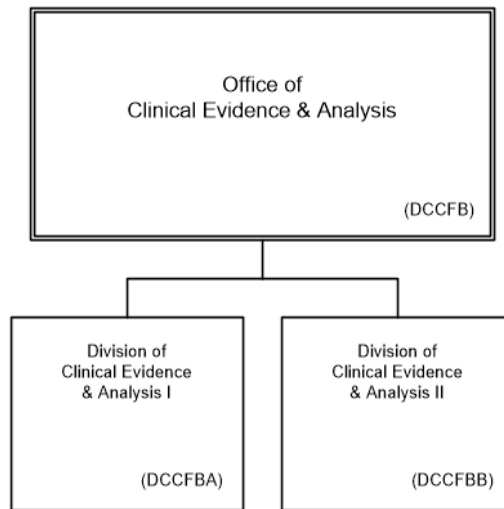 Office of
Clinical Evidence & Analysis
(DCCFB)
Division of
Clinical Evidence
& Analysis I
(DCCFBA)
Division of
Clinical Evidence
& Analysis II
(DCCFBB)